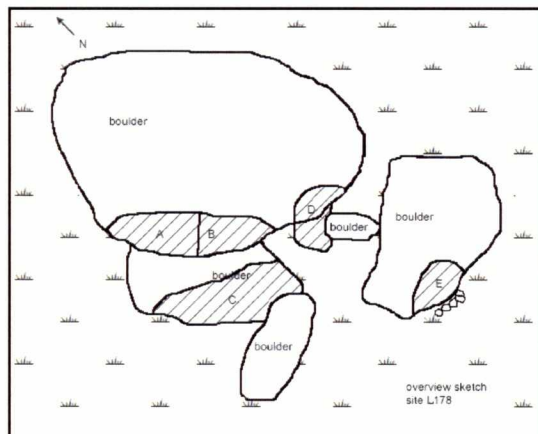 N
boulder
D
boulder
boulder
A
B
boulder
E
C
boulder
overview sketch
site L178